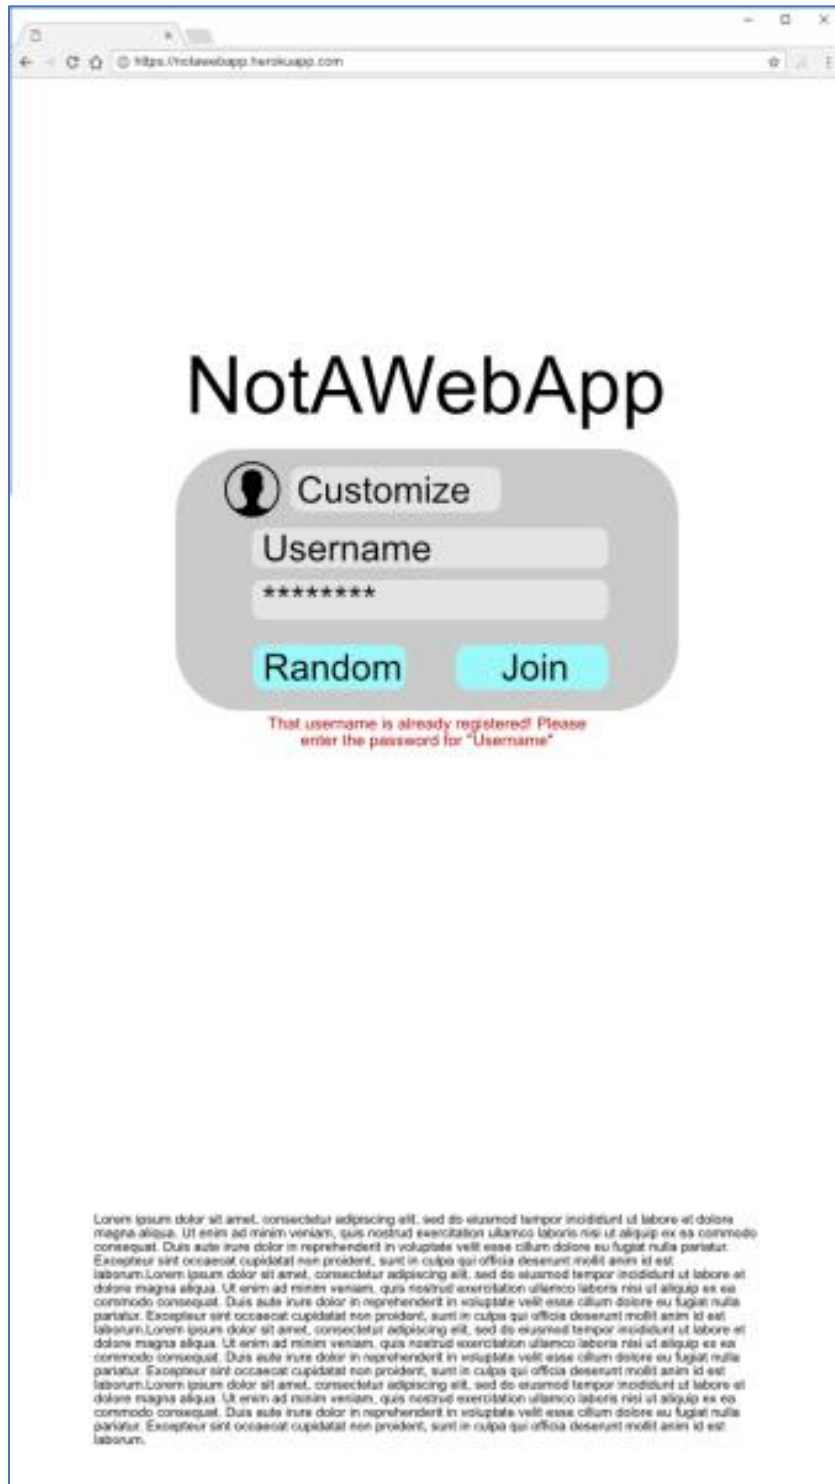 https://notawebapp.herokuapp.com
NotAWebApp
Customize
Username
********
Random Join
That username is already registered! Please
enter the password for "Username"
Lorem ipsum dolor sit amet, consectetur adipiscing elit, sed do eiusmod tempor incididunt ut labore et dolore
magna aliqua. Ut enim ad minim veniam, quis nostrud exercitation ullamco laboris nisi ut aliquip ex ea commodo
consequat. Duis aute irure dolor in reprehenderit in voluptate velit esse cillum dolore eu fugiat nulla pariatur.
Excepteur sint occaecat cupidatat non proident, sunt in culpa qui officia deserunt mollit anim id est
laborum.Lorem ipsum dolor sit amet, consectetur adipiscing elit, sed do eiusmod tempor incididunt ut labore et
dolore magna aliqua. Ut enim ad minim veniam, quis nostrud exercitation ullamco laboris nisi ut aliquip ex ea
commodo consequat. Duis aute irure dolor in reprehenderit in voluptate velit esse cillum dolore eu fugiat nulla
pariatur. Excepteur sint occaecat cupidatat non proident, sunt in culpa qui officia deserunt mollit anim id est
laborum.Lorem ipsum dolor sit amet, consectetur adipiscing elit, sed do eiusmod tempor incididunt ut labore et
dolore magna aliqua. Ut enim ad minim veniam, quis nostrud exercitation ullamco laboris nisi ut aliquip ex ea
commodo consequat. Duis aute irure dolor in reprehenderit in voluptate velit esse cillum dolore eu fugiat nulla
pariatur. Excepteur sint occaecat cupidatat non proident, sunt in culpa qui officia deserunt mollit anim id est
laborum.Lorem ipsum dolor sit amet, consectetur adipiscing elit, sed do eiusmod tempor incididunt ut labore et
dolore magna aliqua. Ut enim ad minim veniam, quis nostrud exercitation ullamco laboris nisi ut aliquip ex ea
commodo consequat. Duis aute irure dolor in reprehenderit in voluptate velit esse cillum dolore eu fugiat nulla
pariatur. Excepteur sint occaecat cupidatat non proident, sunt in culpa qui officia deserunt mollit anim id est
laborum.